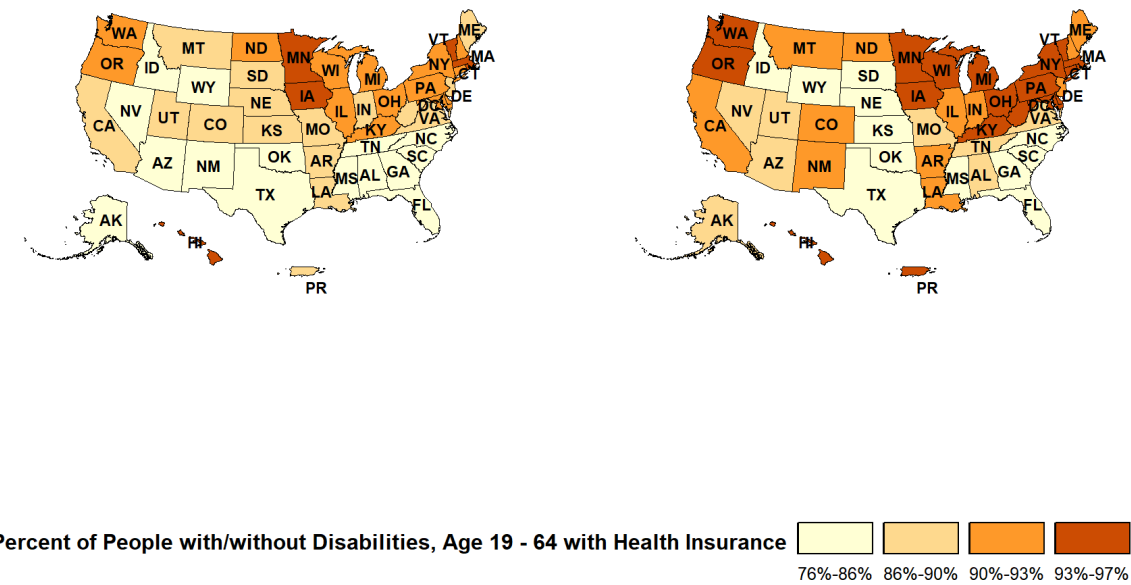 WA MT ND MN VT ME
OR ID WY SD WI MI NY MA CT
NV UT CO NE IA IL IN OH PA DE DC
CA KS MO KY VA NC
AZ NM OK AR TN SC
TX LA MS AL GA FL
AK HI
PR
WA MT ND MN VT ME
OR ID WY SD WI MI NY MA CT
NV UT CO NE IA IL IN OH PA DE DC
CA KS MO KY VA NC
AZ NM OK AR TN SC
TX LA MS AL GA FL
AK HI
PR
Percent of People with/without Disabilities, Age 19 - 64 with Health Insurance
76%-86% 86%-90% 90%-93% 93%-97%